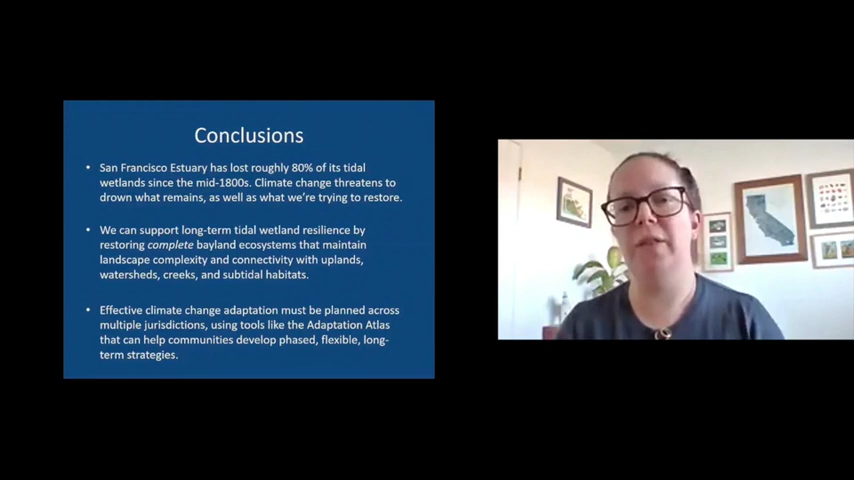 Conclusions
• San Francisco Estuary has lost roughly 80% of its tidal
wetlands since the mid-1800s. Climate change threatens to
drown what remains, as well as what we're trying to restore.
• We can support long-term tidal wetland resilience by
restoring complete bayland ecosystems that maintain
landscape complexity and connectivity with uplands,
watersheds, creeks, and subtidal habitats.
• Effective climate change adaptation must be planned across
multiple jurisdictions, using tools like the Adaptation Atlas
that can help communities develop phased, flexible, long-
term strategies.